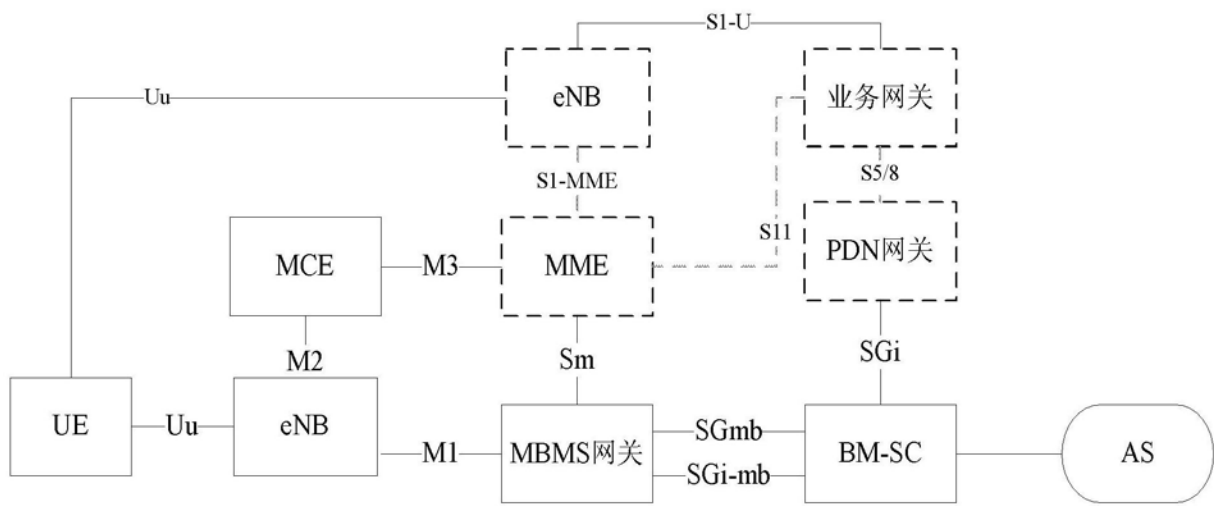 S1-U
eNB
业务网关
Uu
S1-MME
S5/8
MCE
M3
MME
S11
PDN网关
M2
Sm
SGi
UE
Uu
eNB
M1
MBMS网关
SGmb
SGi-mb
BM-SC
AS